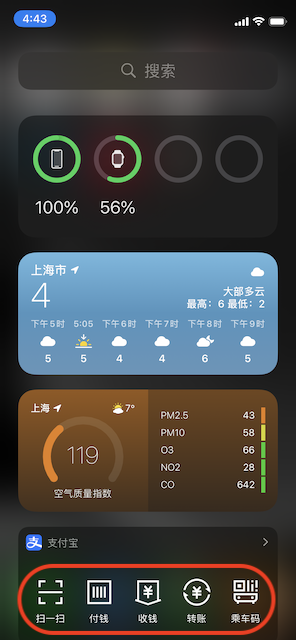 4:43
搜索
100% 56%
上海市
4
大部多云
最高：6 最低：2
下午5时 5:05 下午6时 下午7时 下午8时 下午9时
5 5 4 4 6 5
上海 7°
119
空气质量指数
PM2.5 43
PM10 58
O3 66
NO2 28
CO 642
支 支付宝
扫一扫 付钱 收钱 转账 乘车码